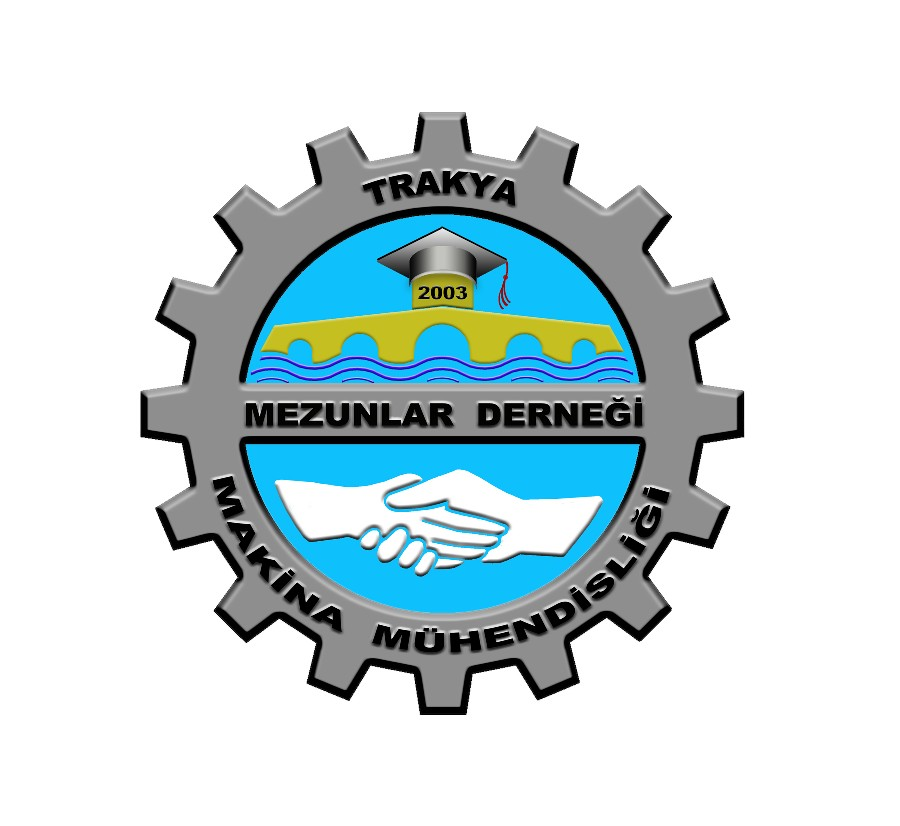 TRAKYA
2003
MEZUNLAR DERNEĞİ
MAKİNA MÜHENDİSLİĞİ